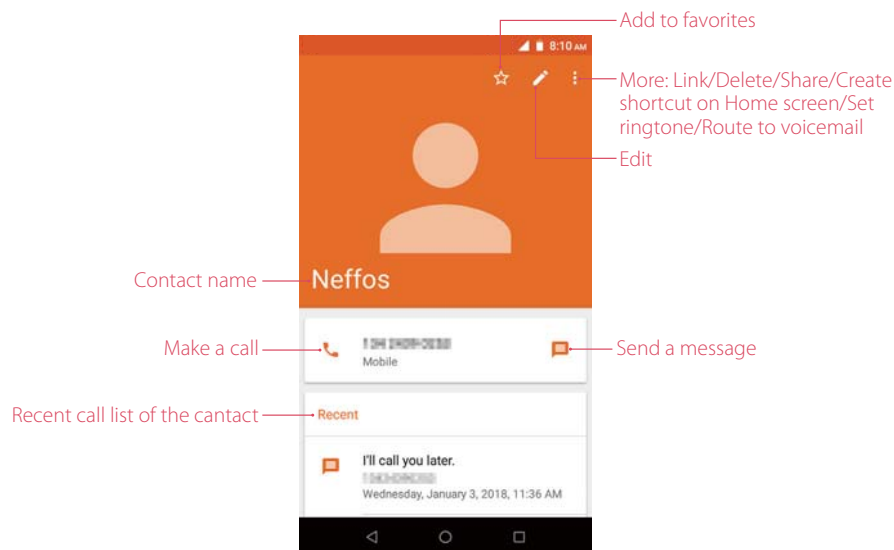 Add to favorites
8:10 AM
More: Link/Delete/Share/Create
shortcut on Home screen/Set
ringtone/Route to voicemail
Edit
Contact name
Neffos
Make a call
Mobile
Send a message
Recent call list of the cantact
Recent
I'll call you later.
Wednesday, January 3, 2018, 11:36 AM